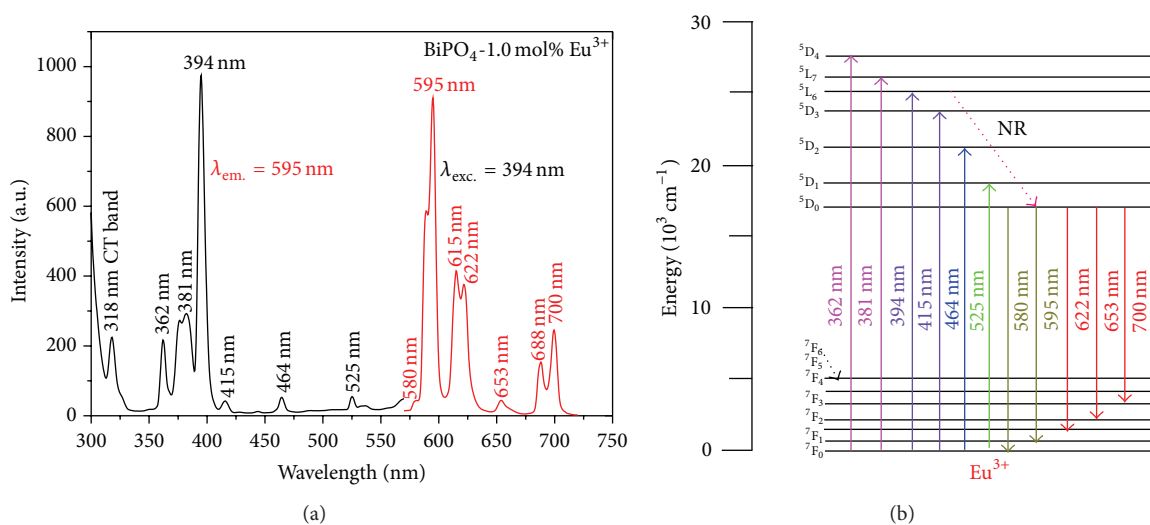 BiPO₄-1.0 mol% Eu³⁺
1000
800
600
400
200
0
Intensity (a.u.)
300 350 400 450 500 550 600 650 700 750
Wavelength (nm)
318 nm CT band
362 nm
381 nm
394 nm
415 nm
464 nm
525 nm
λem. = 595 nm
λexc. = 394 nm
580 nm
595 nm
615 nm
622 nm
653 nm
688 nm
700 nm
(a)
30
20
10
0
Energy (10³ cm⁻¹)
⁵D₄
⁵L₇
⁵L₆
⁵D₃
⁵D₂
⁵D₁
⁵D₀
NR
362 nm
381 nm
394 nm
415 nm
464 nm
525 nm
580 nm
595 nm
622 nm
653 nm
700 nm
⁷F₆
⁷F₅
⁷F₄
⁷F₃
⁷F₂
⁷F₁
⁷F₀
Eu³⁺
(b)